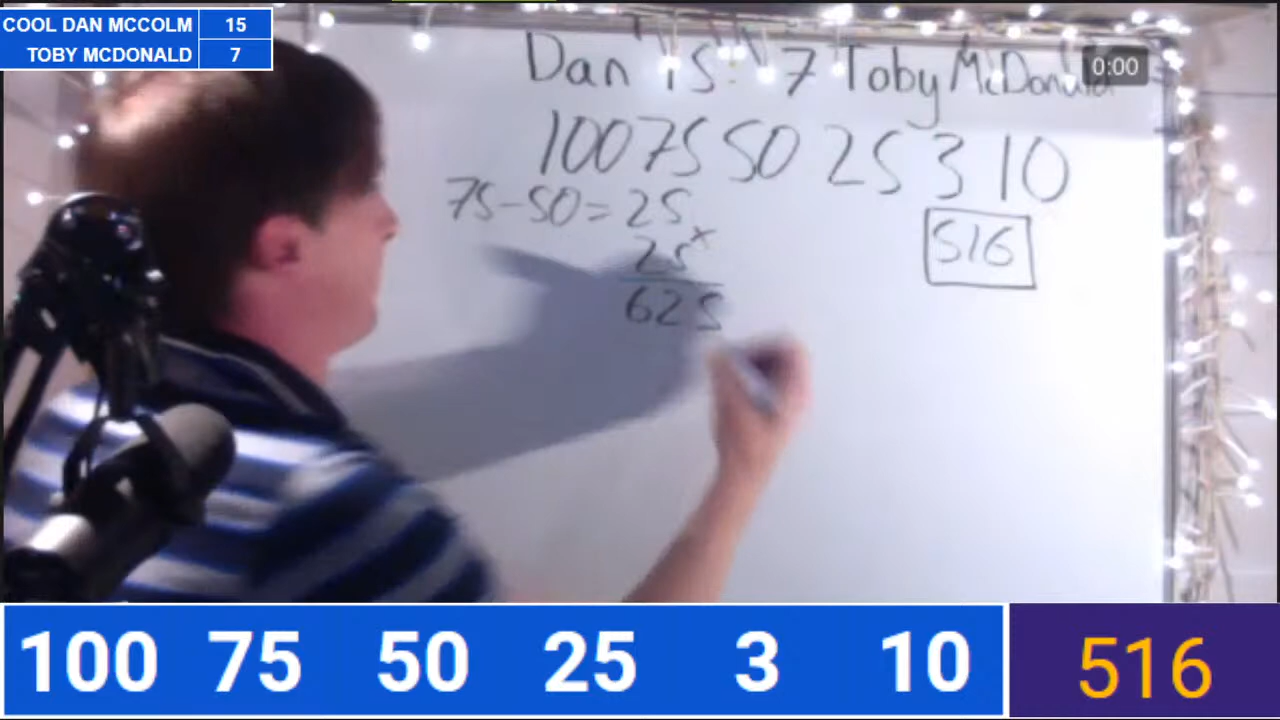 COOL DAN MCCOLM 15
TOBY MCDONALD 7
Dan 15 7 Toby McDonald
0:00
100 75 50 25 3 10
75-50=25
25 x
625
516
100 75 50 25 3 10 516